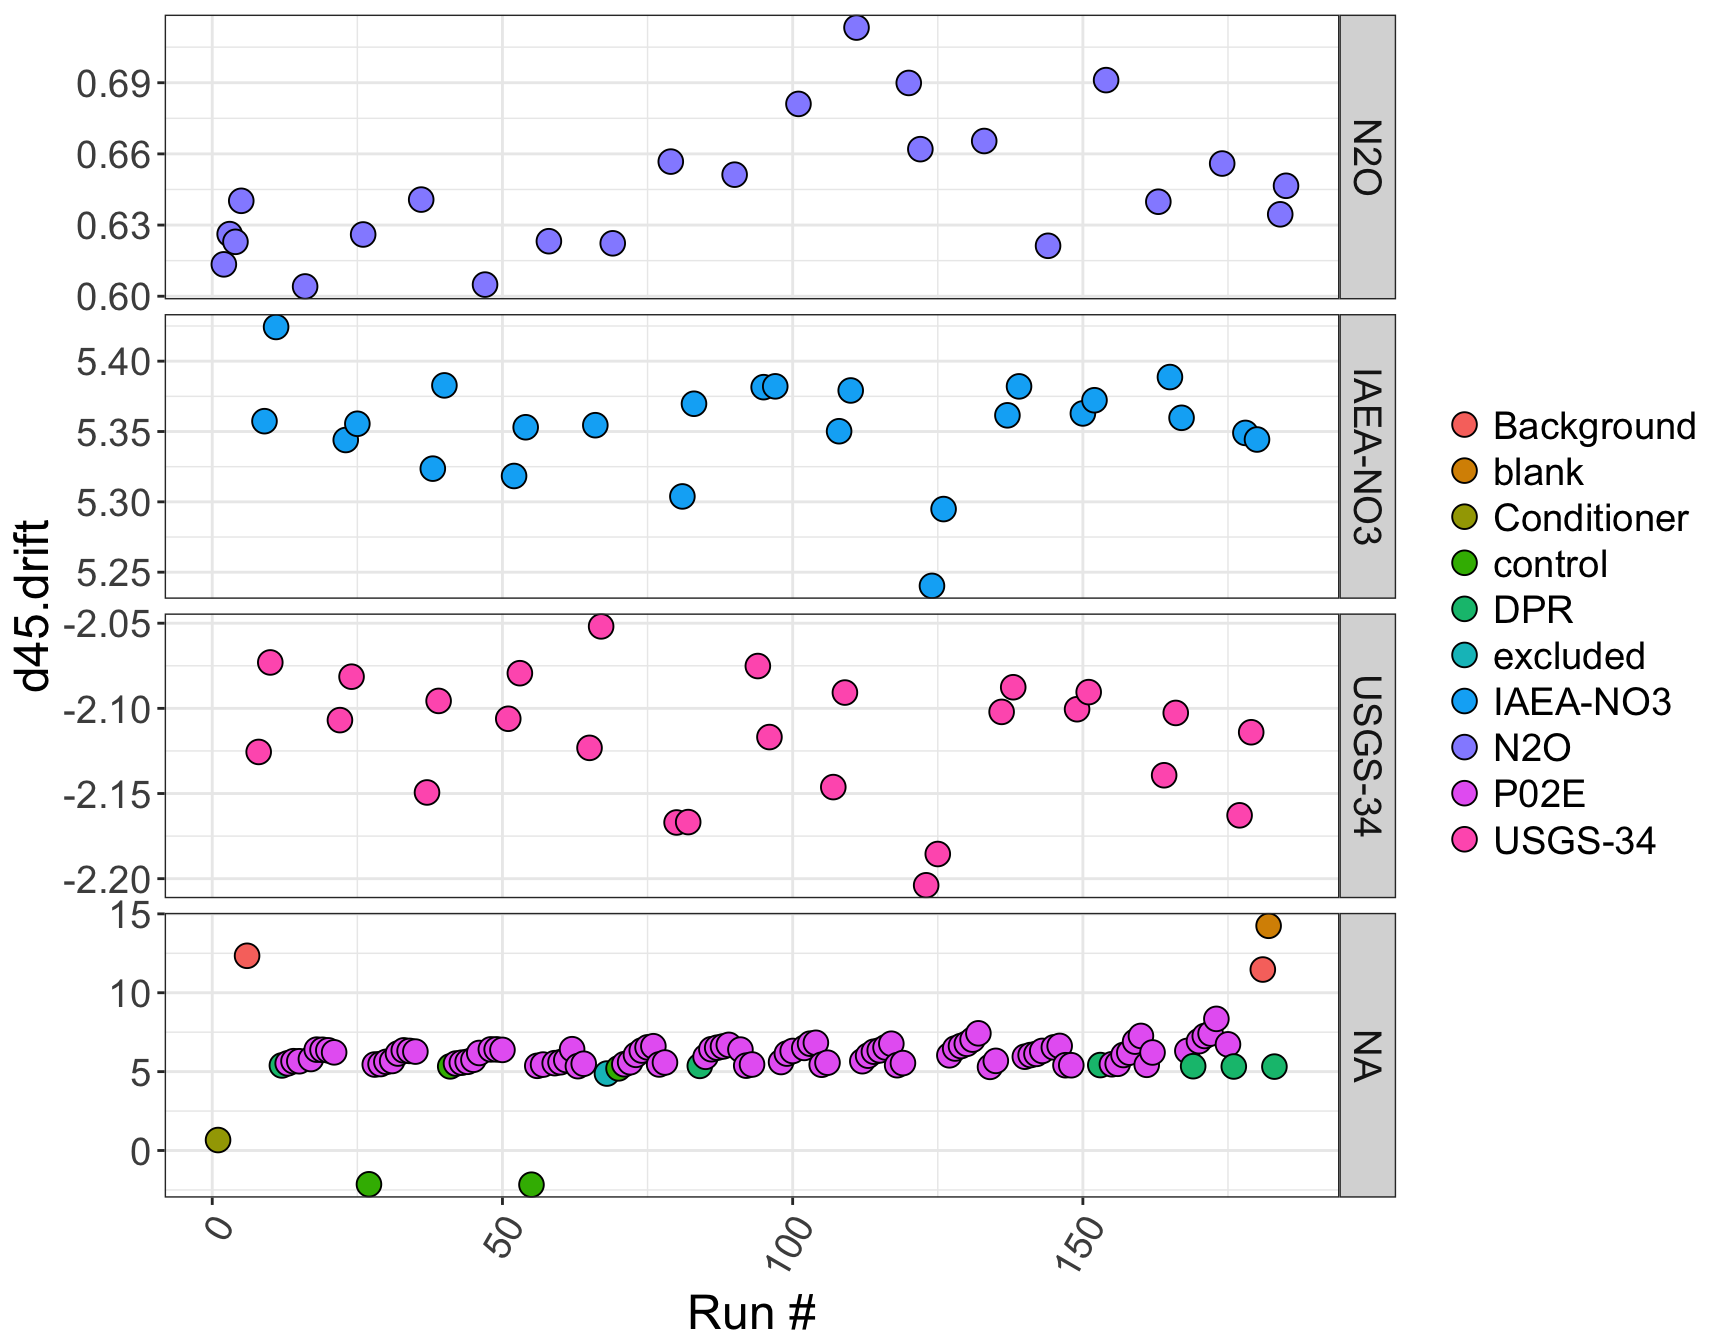 0.69
0.66
0.63
0.60
N2O
5.40
5.35
5.30
5.25
IAEA-NO3
-2.05
-2.10
-2.15
-2.20
USGS-34
15
10
5
0
NA
0
50
100
150
Run #
d45.drift
Background
blank
Conditioner
control
DPR
excluded
IAEA-NO3
N2O
P02E
USGS-34